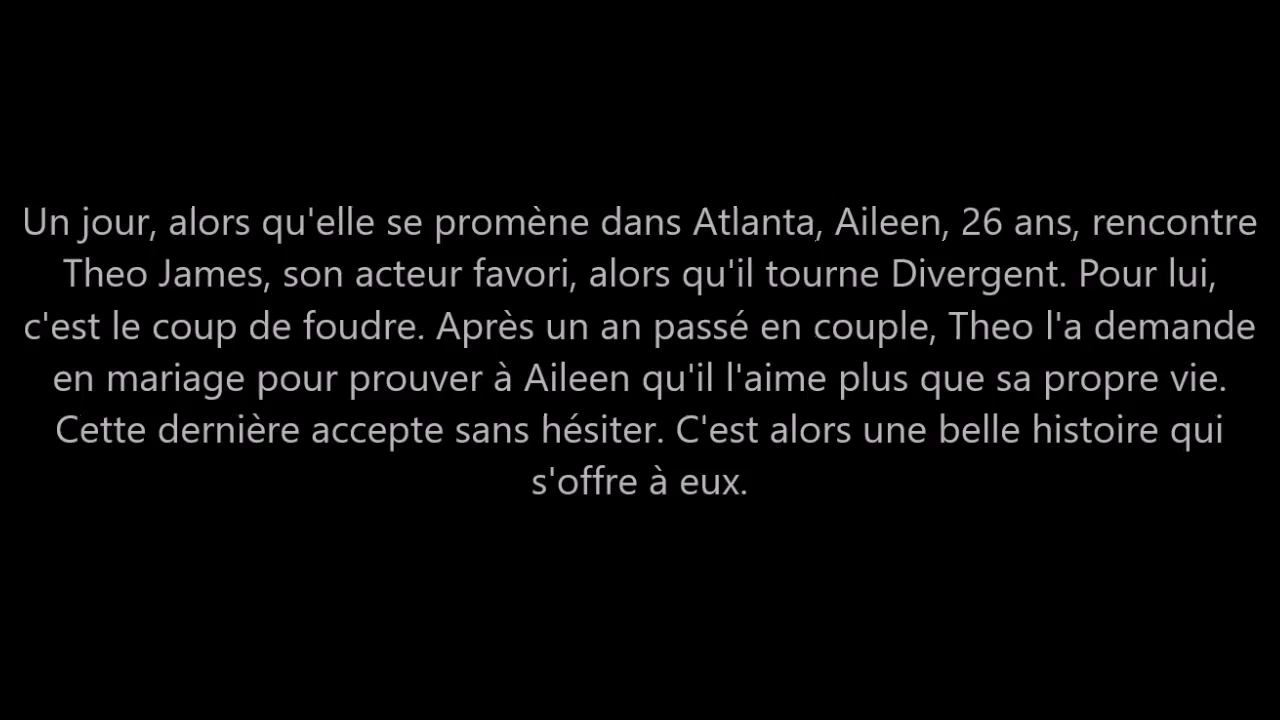 Un jour, alors qu'elle se promène dans Atlanta, Aileen, 26 ans, rencontre
Theo James, son acteur favori, alors qu'il tourne Divergent. Pour lui,
c'est le coup de foudre. Après un an passé en couple, Theo l'a demande
en mariage pour prouver à Aileen qu'il l'aime plus que sa propre vie.
Cette dernière accepte sans hésiter. C'est alors une belle histoire qui
s'offre à eux.